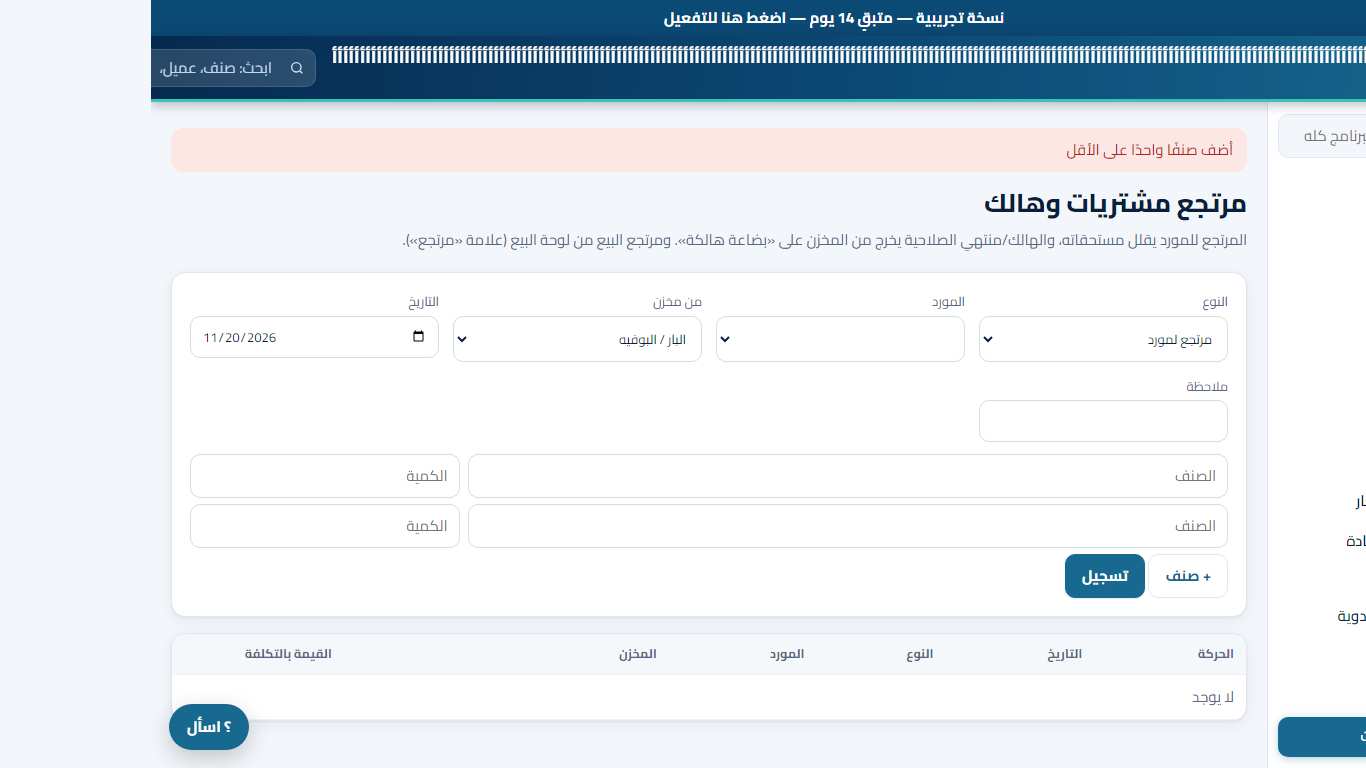 نسخة تجريبية — متبقٍ 14 يوم — اضغط هنا للتفعيل
ابحث: صنف، عميل،
برنامج كله
أضف صنفًا واحدًا على الأقل
مرتجع مشتريات وهالك
المرتجع للمورد يقلل مستحقاته، والهالك/منتهي الصلاحية يخرج من المخزن على «بضاعة هالكة». ومرتجع البيع من لوحة البيع (علامة «مرتجع»).
النوع المورد من مخزن التاريخ
مرتجع لمورد البار / البوفيه 11/20/2026
ملاحظة
الصنف الكمية
الصنف الكمية
+ صنف تسجيل
الحركة التاريخ النوع المورد المخزن القيمة بالتكلفة
لا يوجد
؟ اسأل